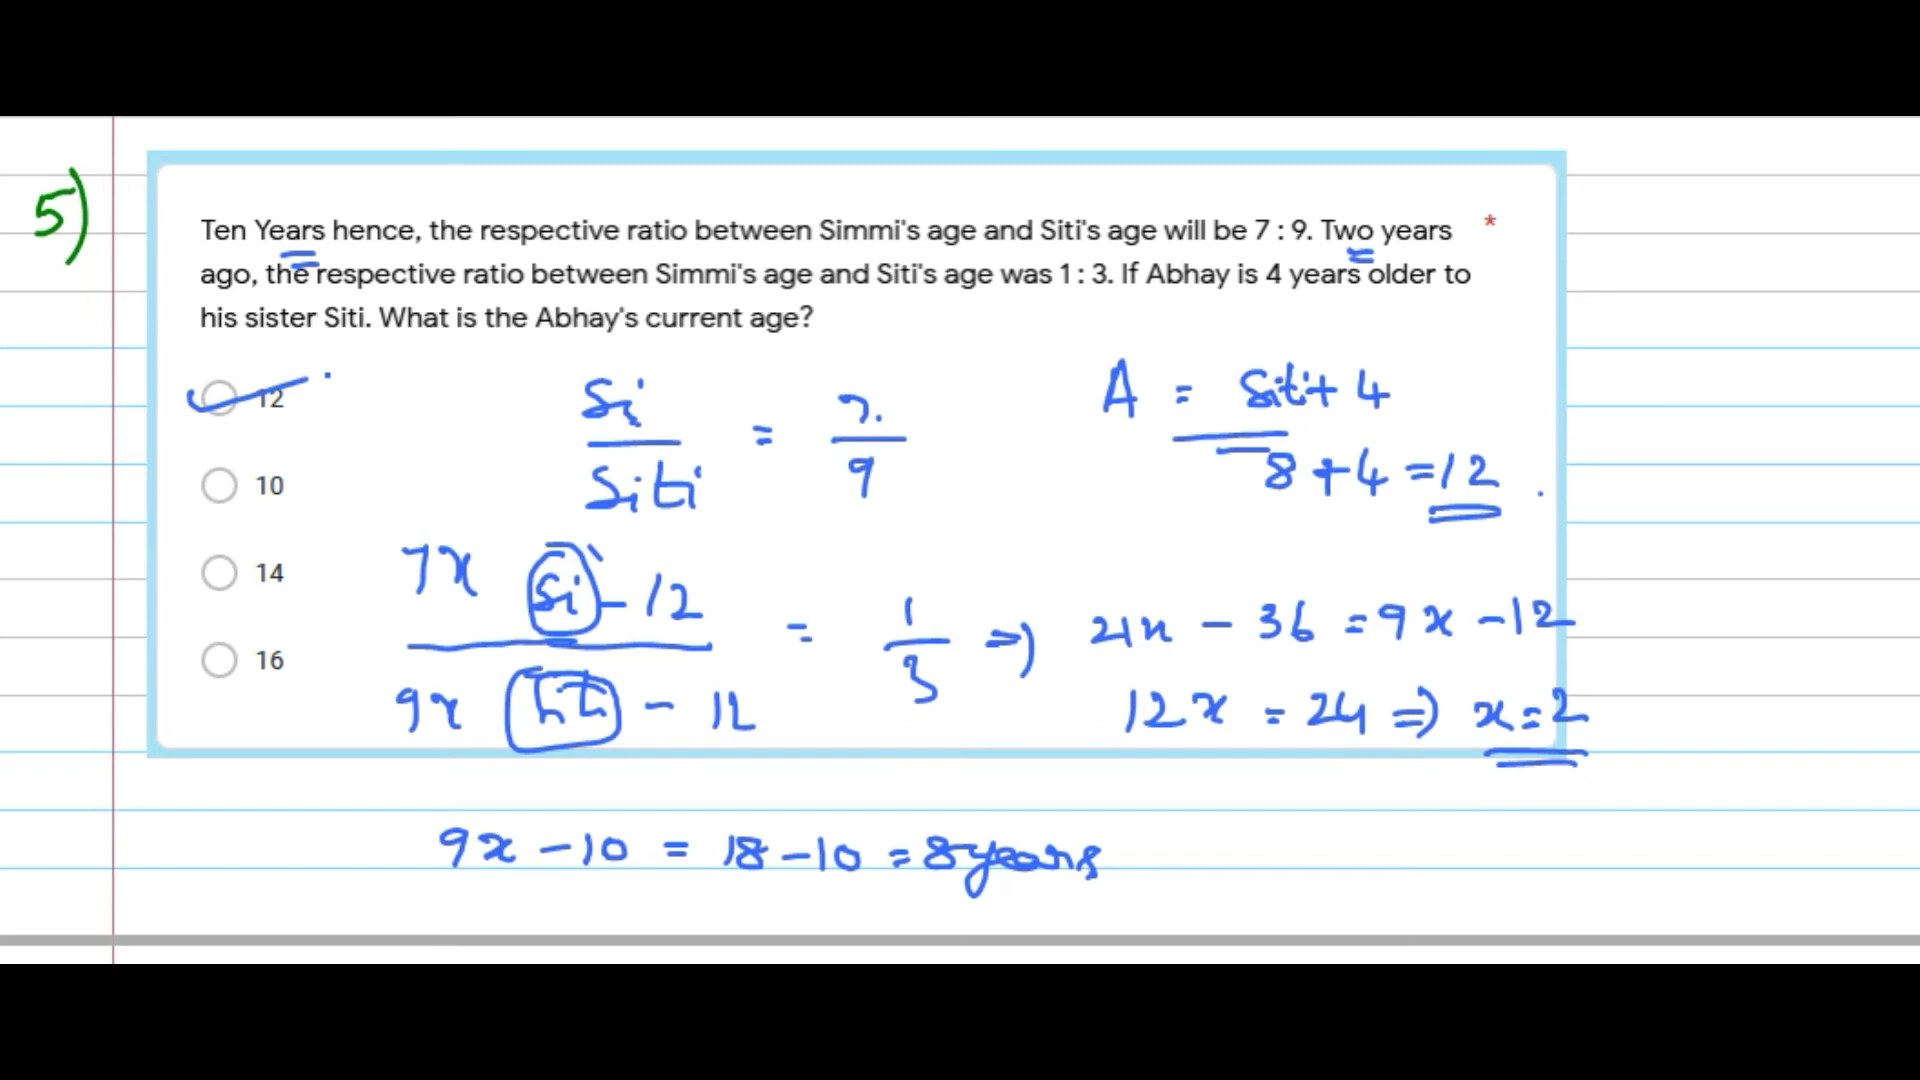 5)
Ten Years hence, the respective ratio between Simmi's age and Siti's age will be 7 : 9. Two years *
ago, the respective ratio between Simmi's age and Siti's age was 1 : 3. If Abhay is 4 years older to
his sister Siti. What is the Abhay's current age?
12
10
14
16
Si / Siti = 7 / 9
A = Siti + 4
8 + 4 = 12
7x Si - 12 / 9x - 12 = 1 / 3 => 21x - 36 = 9x - 12
12x = 24 => x = 2
9x - 10 = 18 - 10 = 8 years